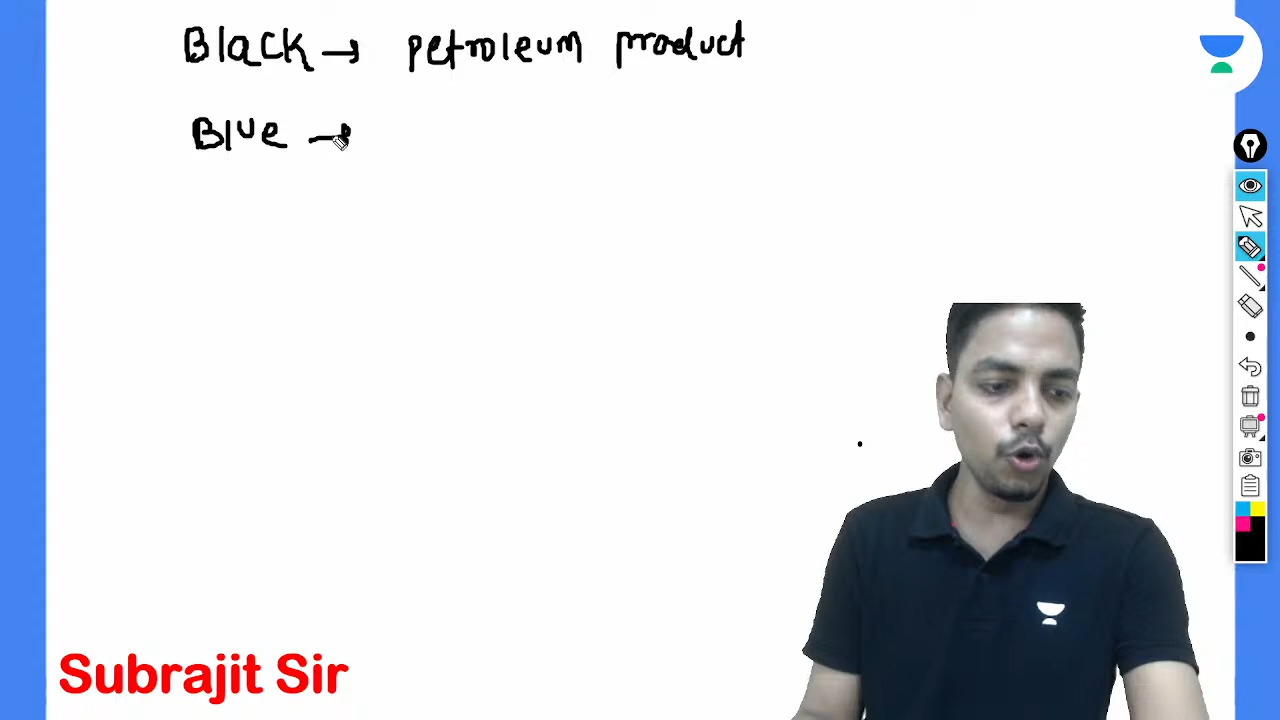 Black → petroleum product
Blue →
Subrajit Sir